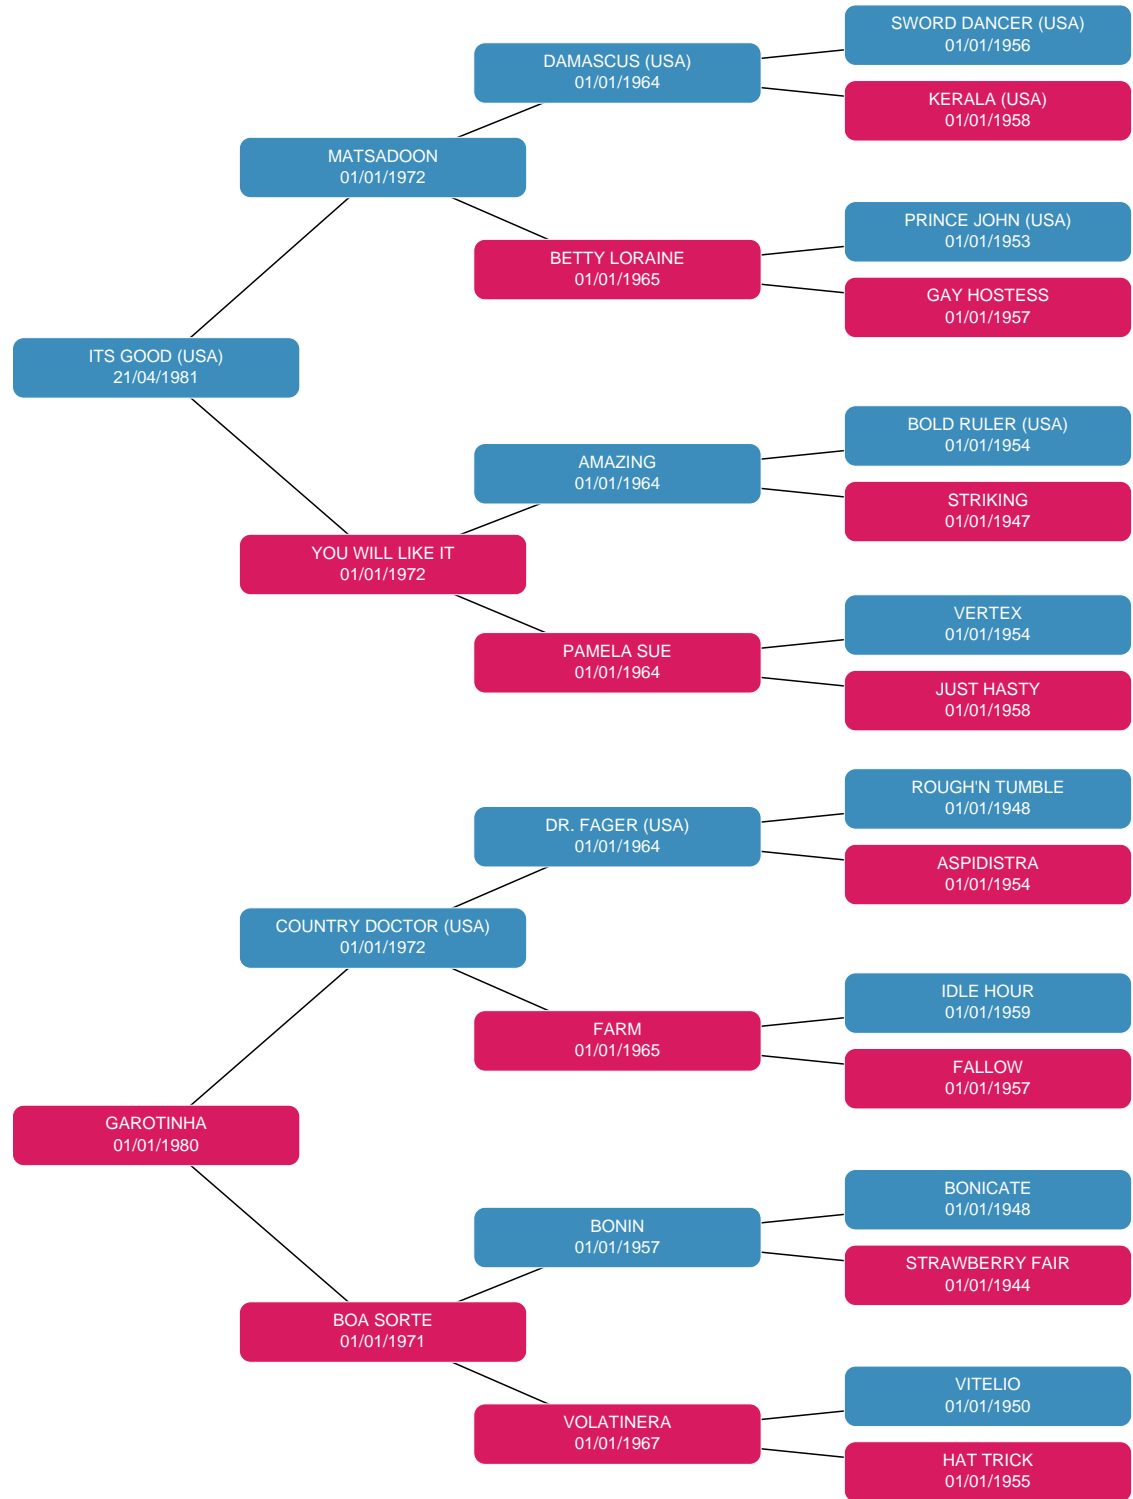 SWORD DANCER (USA)
01/01/1956
DAMASCUS (USA)
01/01/1964
KERALA (USA)
01/01/1958
MATSADOON
01/01/1972
PRINCE JOHN (USA)
01/01/1953
BETTY LORAINE
01/01/1965
GAY HOSTESS
01/01/1957
ITS GOOD (USA)
21/04/1981
BOLD RULER (USA)
01/01/1954
AMAZING
01/01/1964
STRIKING
01/01/1947
YOU WILL LIKE IT
01/01/1972
VERTEX
01/01/1954
PAMELA SUE
01/01/1964
JUST HASTY
01/01/1958
ROUGH'N TUMBLE
01/01/1948
DR. FAGER (USA)
01/01/1964
ASPIDISTRA
01/01/1954
COUNTRY DOCTOR (USA)
01/01/1972
IDLE HOUR
01/01/1959
FARM
01/01/1965
FALLOW
01/01/1957
GAROTINHA
01/01/1980
BONICATE
01/01/1948
BONIN
01/01/1957
STRAWBERRY FAIR
01/01/1944
BOA SORTE
01/01/1971
VITELIO
01/01/1950
VOLATINERA
01/01/1967
HAT TRICK
01/01/1955